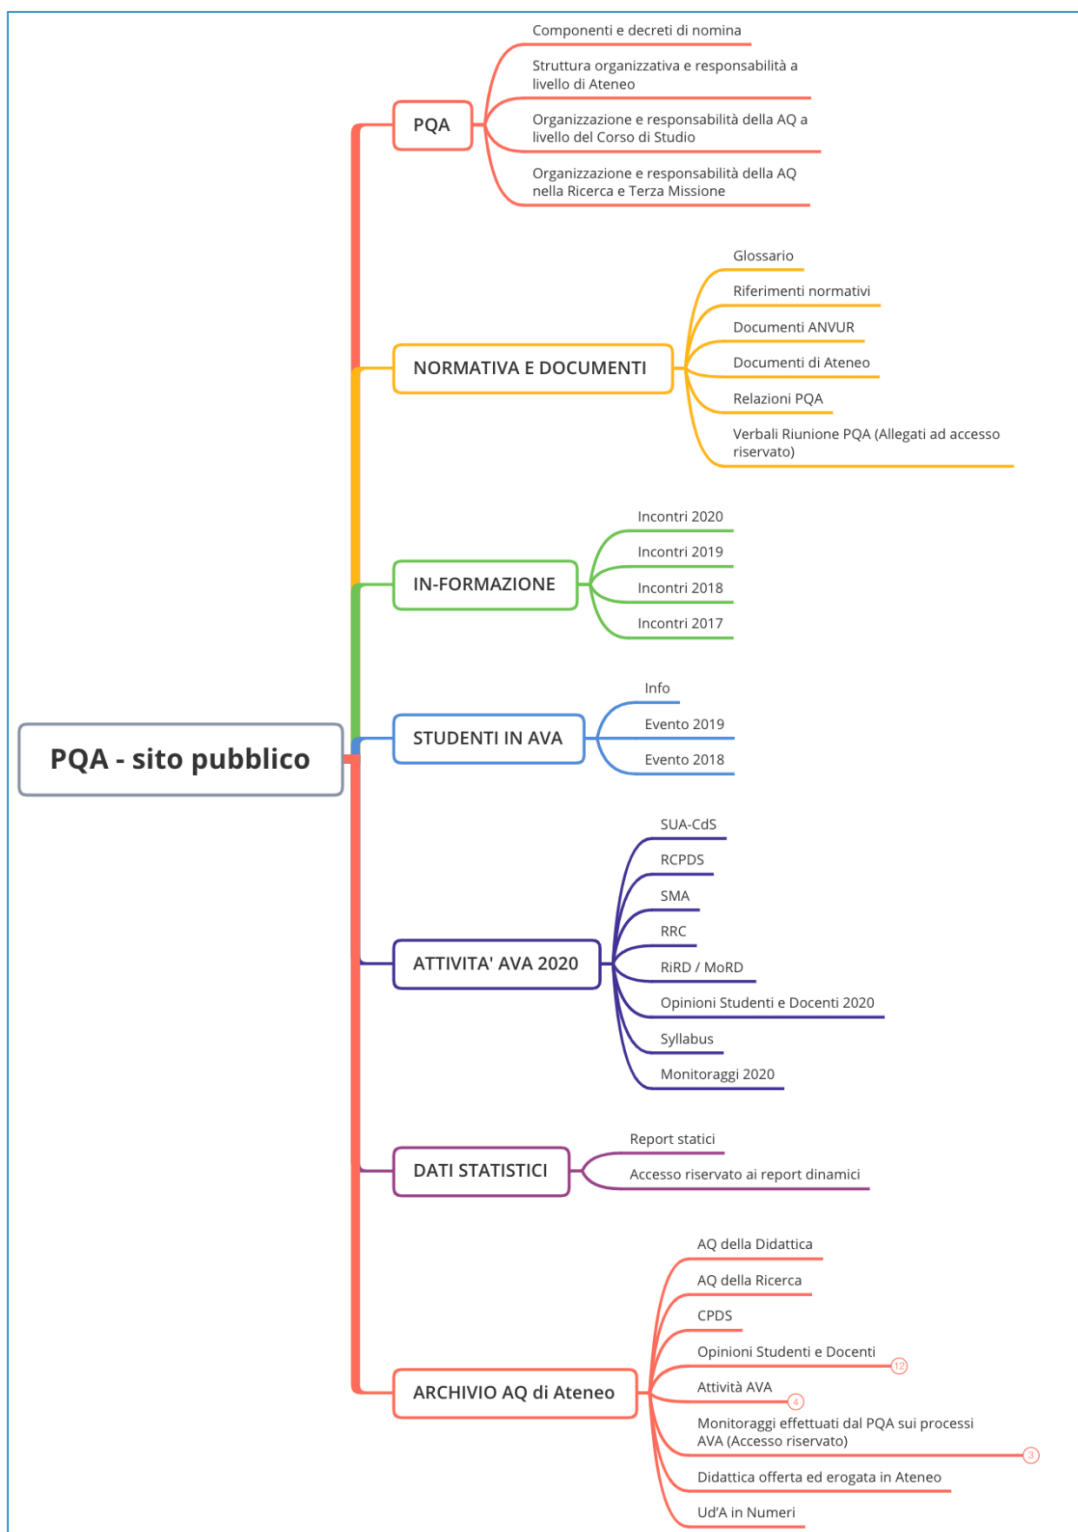 PQA - sito pubblico
PQA
Componenti e decreti di nomina
Struttura organizzativa e responsabilità a
livello di Ateneo
Organizzazione e responsabilità della AQ a
livello del Corso di Studio
Organizzazione e responsabilità della AQ
nella Ricerca e Terza Missione
NORMATIVA E DOCUMENTI
Glossario
Riferimenti normativi
Documenti ANVUR
Documenti di Ateneo
Relazioni PQA
Verbali Riunione PQA (Allegati ad accesso
riservato)
IN-FORMAZIONE
Incontri 2020
Incontri 2019
Incontri 2018
Incontri 2017
STUDENTI IN AVA
Info
Evento 2019
Evento 2018
ATTIVITA' AVA 2020
SUA-CdS
RCPDS
SMA
RRC
RiRD / MoRD
Opinioni Studenti e Docenti 2020
Syllabus
Monitoraggi 2020
DATI STATISTICI
Report statici
Accesso riservato ai report dinamici
ARCHIVIO AQ di Ateneo
AQ della Didattica
AQ della Ricerca
CPDS
Opinioni Studenti e Docenti 12
Attività AVA 4
Monitoraggi effettuati dal PQA sui processi
AVA (Accesso riservato) 3
Didattica offerta ed erogata in Ateneo
Ud'A in Numeri